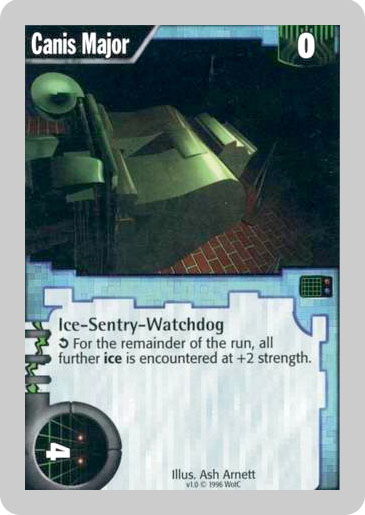 Canis Major
0
Ice-Sentry-Watchdog
For the remainder of the run, all
further ice is encountered at +2 strength.
4
Illus. Ash Arnett
v1.0 © 1996 WotC